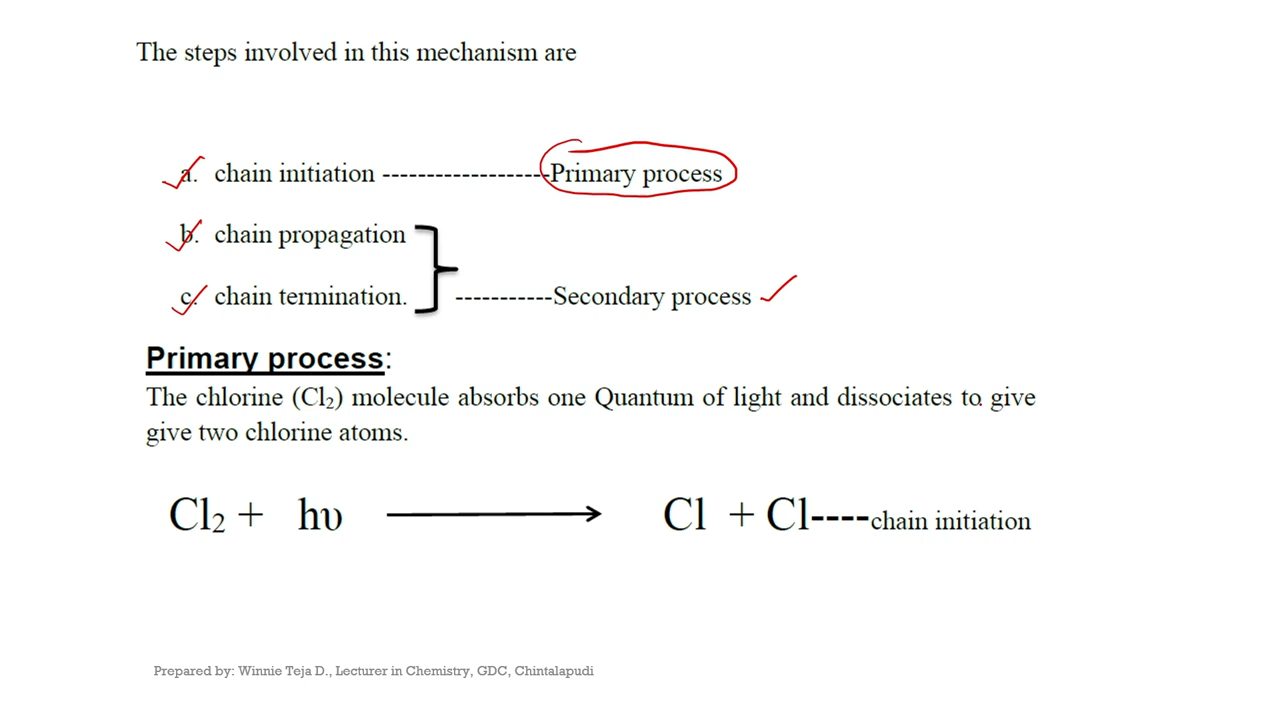 The steps involved in this mechanism are
a. chain initiation ------------------Primary process
b. chain propagation
c. chain termination. -----------Secondary process
Primary process:
The chlorine (Cl₂) molecule absorbs one Quantum of light and dissociates to give
give two chlorine atoms.
Cl₂ + hυ ⟶ Cl + Cl----chain initiation
Prepared by: Winnie Teja D., Lecturer in Chemistry, GDC, Chintalapudi